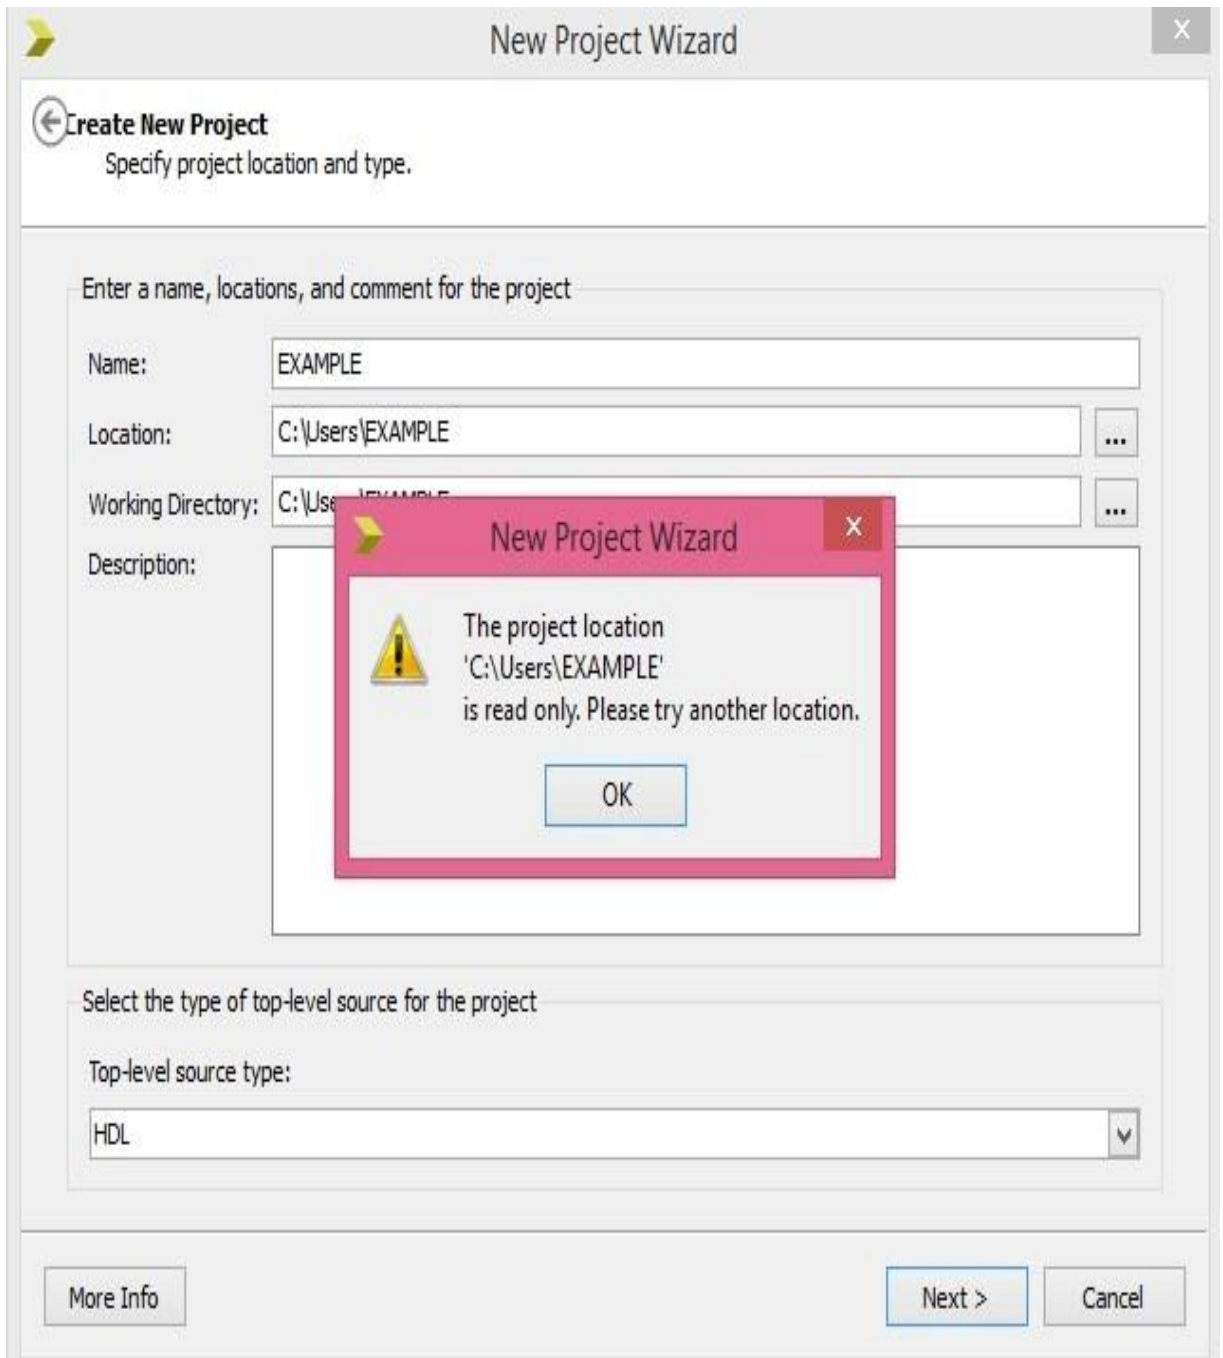 New Project Wizard
X
Create New Project
Specify project location and type.
Enter a name, locations, and comment for the project
Name:
EXAMPLE
Location:
C:\Users\EXAMPLE
...
Working Directory:
...
Description:
New Project Wizard
X
The project location
'C:\Users\EXAMPLE'
is read only. Please try another location.
OK
Select the type of top-level source for the project
Top-level source type:
HDL
More Info
Next >
Cancel